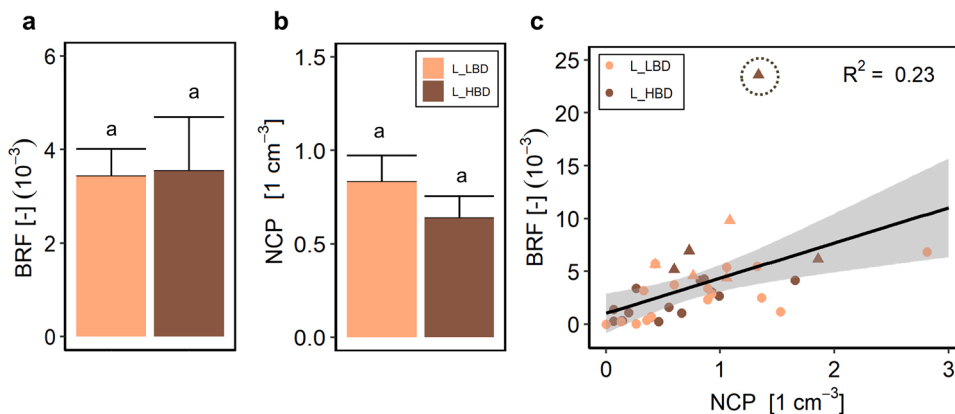 a
BRF [-] (10⁻³)
6
4
2
0
a
a
b
NCP [1 cm⁻³]
1.5
1.0
0.5
0.0
L_LBD
L_HBD
a
a
c
BRF [-] (10⁻³)
25
20
15
10
5
0
L_LBD
L_HBD
R² = 0.23
0
1
2
3
NCP [1 cm⁻³]